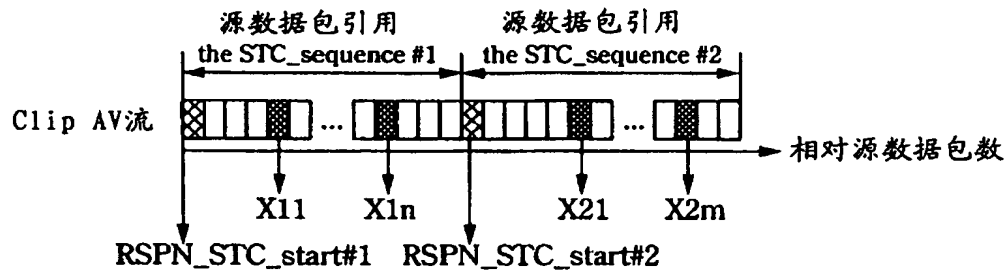 源数据包引用 源数据包引用
the STC_sequence #1 the STC_sequence #2
Clip AV流 ... ...
相对源数据包数
X11 X1n X21 X2m
RSPN_STC_start#1 RSPN_STC_start#2